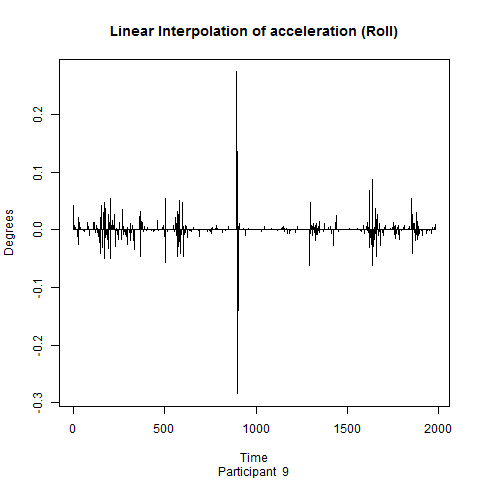 Linear Interpolation of acceleration (Roll)
Degrees
0.2
0.1
0.0
-0.1
-0.2
-0.3
0 500 1000 1500 2000
Time
Participant 9